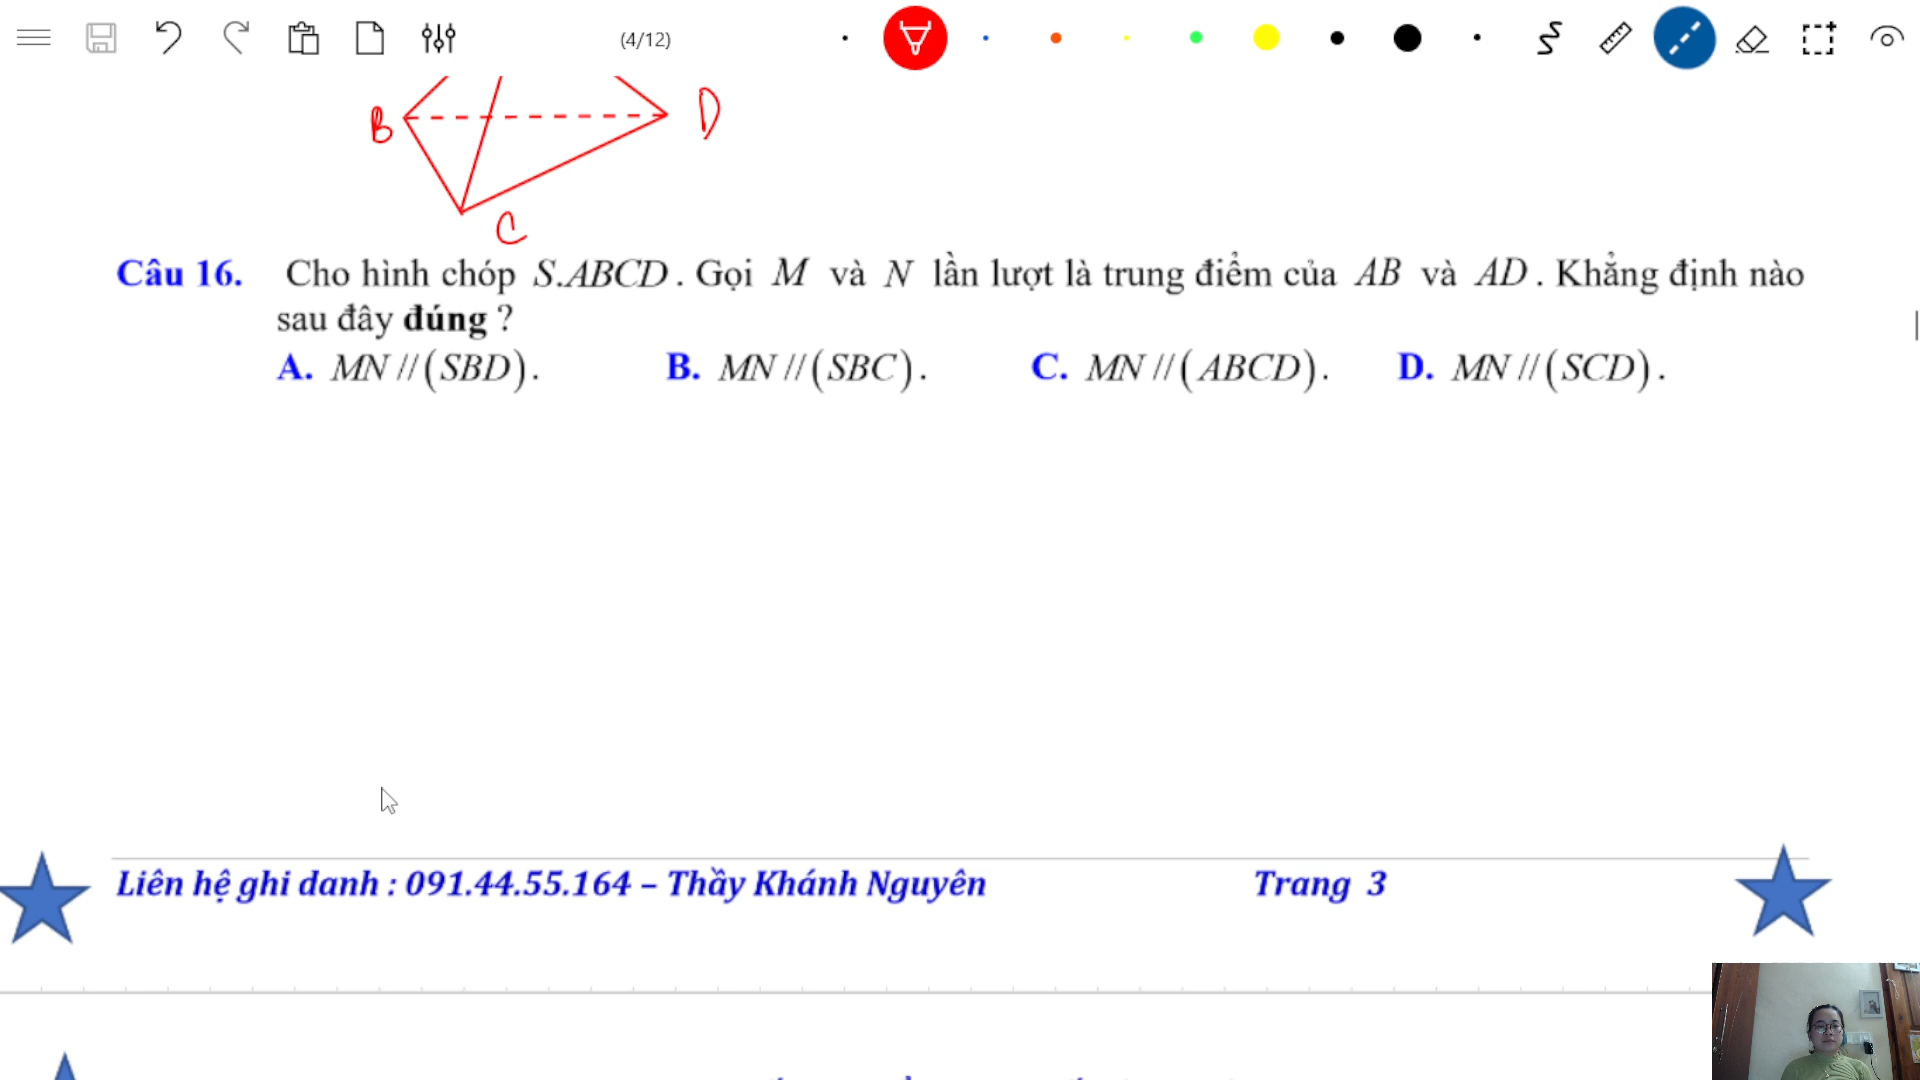 (4/12)
B
D
C
Câu 16. Cho hình chóp S.ABCD. Gọi M và N lần lượt là trung điểm của AB và AD. Khẳng định nào
sau đây đúng ?
A. MN//(SBD). B. MN//(SBC). C. MN//(ABCD). D. MN//(SCD).
Liên hệ ghi danh : 091.44.55.164 – Thầy Khánh Nguyên Trang 3